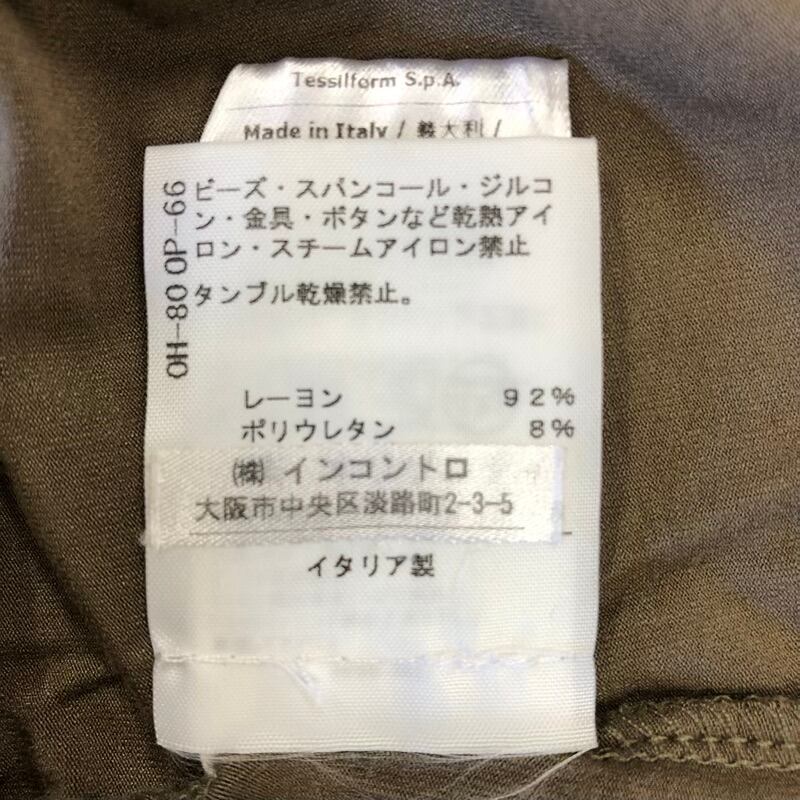 Tessilform S.p.A.
Made in Italy / 義大利 /
ビーズ・スパンコール・ジルコ
ン・金具・ボタンなど乾熱アイ
ロン・スチームアイロン禁止
タンブル乾燥禁止。
OH-80 OP-66
レーヨン 92%
ポリウレタン 8%
㈱ インコントロ
大阪市中央区淡路町2-3-5
イタリア製